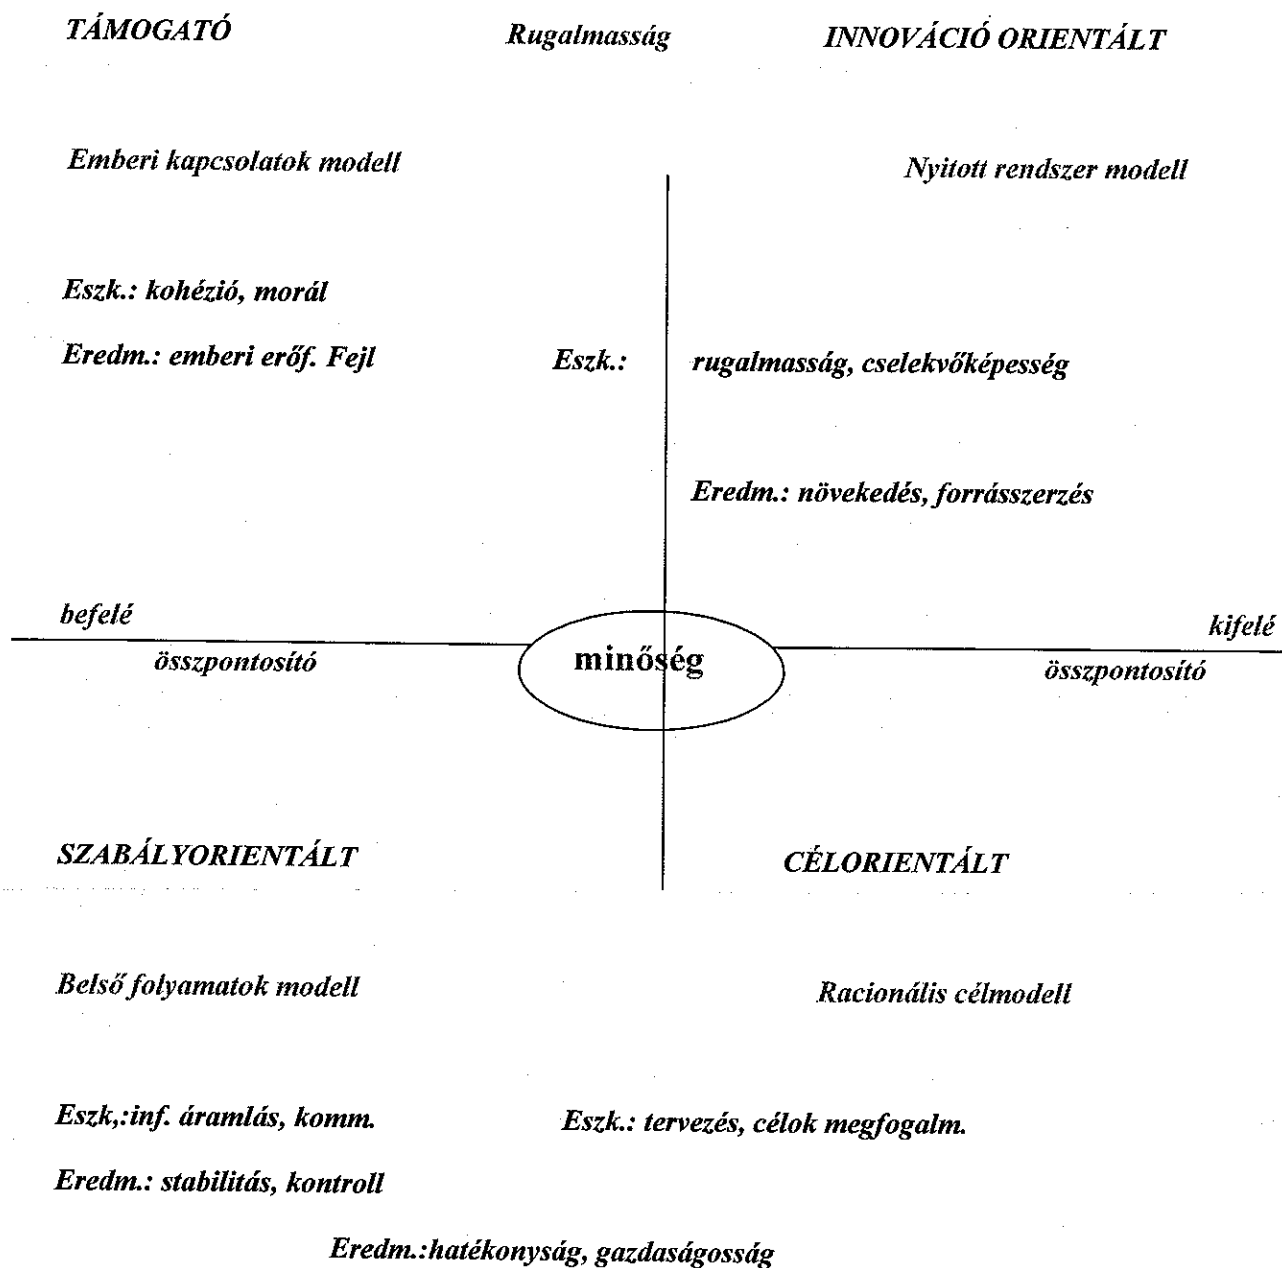 TÁMOGATÓ Rugalmasság INNOVÁCIÓ ORIENTÁLT
Emberi kapcsolatok modell Nyitott rendszer modell
Eszk.: kohézió, morál
Eredm.: emberi erőf. Fejl Eszk.: rugalmasság, cselekvőképesség
Eredm.: növekedés, forrásszerzés
befelé kifelé
összpontosító minőség összpontosító
SZABÁLYORIENTÁLT CÉLORIENTÁLT
Belső folyamatok modell Racionális célmodell
Eszk,:inf. áramlás, komm. Eszk.: tervezés, célok megfogalm.
Eredm.: stabilitás, kontroll
Eredm.:hatékonyság, gazdaságosság